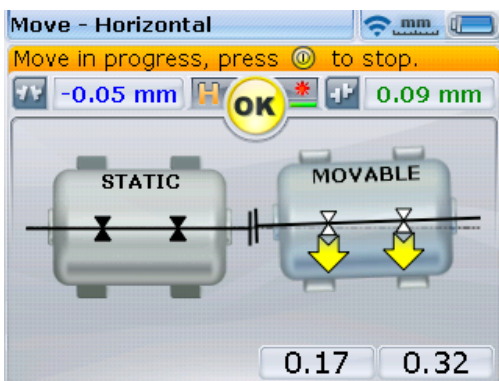 Move - Horizontal mm
Move in progress, press to stop.
-0.05 mm H OK 0.09 mm
STATIC MOVABLE
0.17 0.32